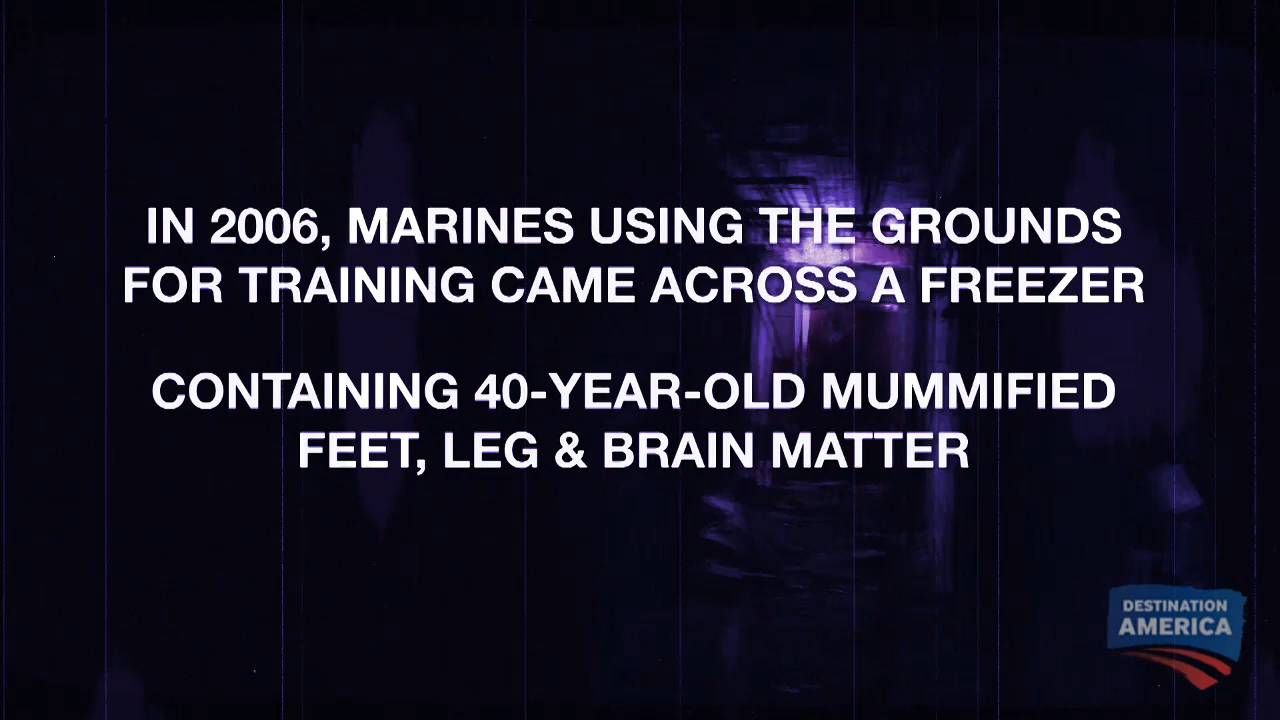 IN 2006, MARINES USING THE GROUNDS
FOR TRAINING CAME ACROSS A FREEZER
CONTAINING 40-YEAR-OLD MUMMIFIED
FEET, LEG & BRAIN MATTER
DESTINATION
AMERICA